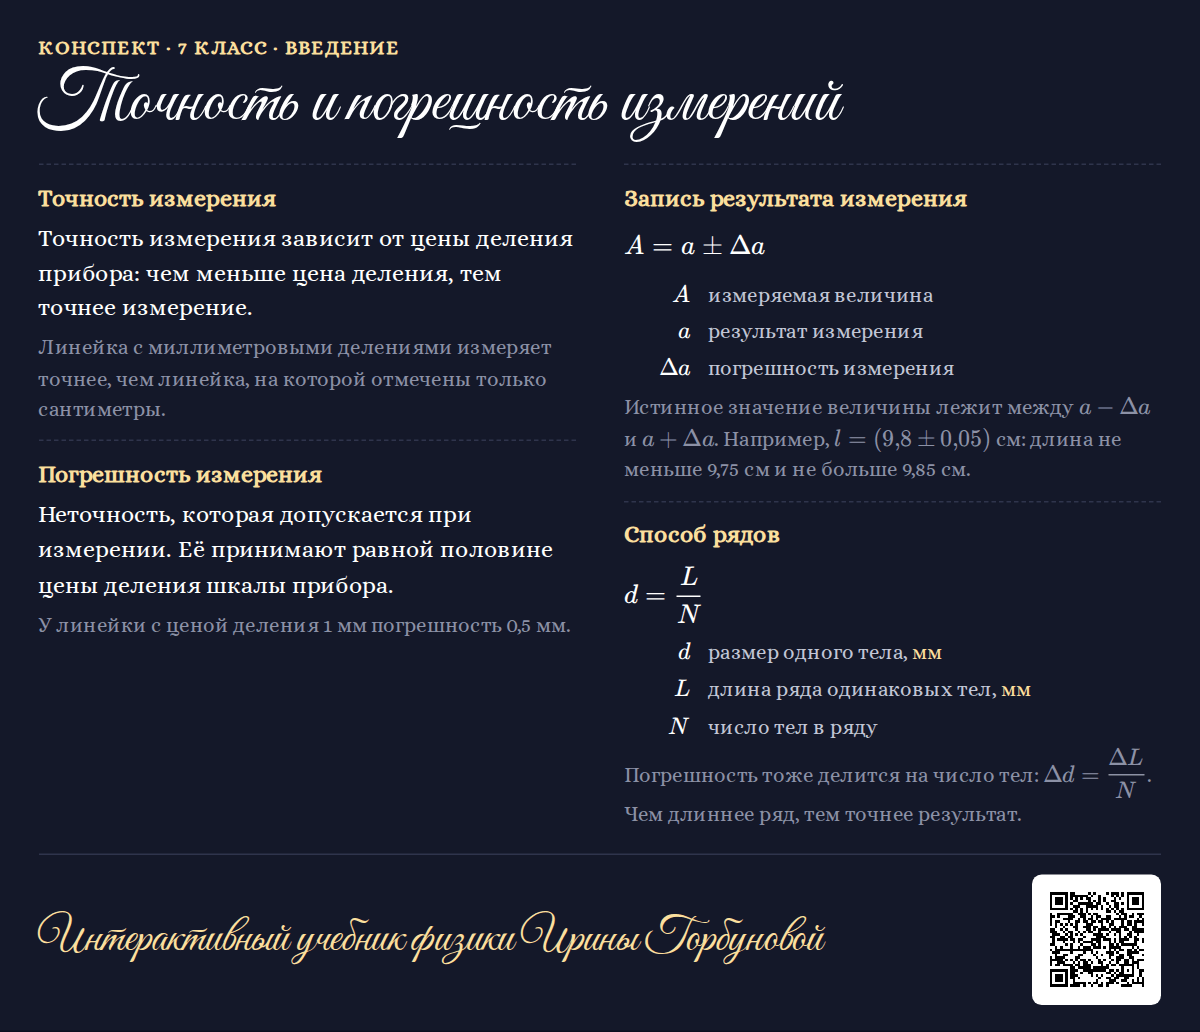 КОНСПЕКТ · 7 КЛАСС · ВВЕДЕНИЕ
Точность и погрешность измерений
Точность измерения
Точность измерения зависит от цены деления
прибора: чем меньше цена деления, тем
точнее измерение.
Линейка с миллиметровыми делениями измеряет
точнее, чем линейка, на которой отмечены только
сантиметры.
Погрешность измерения
Неточность, которая допускается при
измерении. Её принимают равной половине
цены деления шкалы прибора.
У линейки с ценой деления 1 мм погрешность 0,5 мм.
Запись результата измерения
A = a ± Δa
A измеряемая величина
a результат измерения
Δa погрешность измерения
Истинное значение величины лежит между a − Δa
и a + Δa. Например, l = (9,8 ± 0,05) см: длина не
меньше 9,75 см и не больше 9,85 см.
Способ рядов
d = L/N
d размер одного тела, мм
L длина ряда одинаковых тел, мм
N число тел в ряду
Погрешность тоже делится на число тел: Δd = ΔL/N.
Чем длиннее ряд, тем точнее результат.
Интерактивный учебник физики Ирины Горбуновой